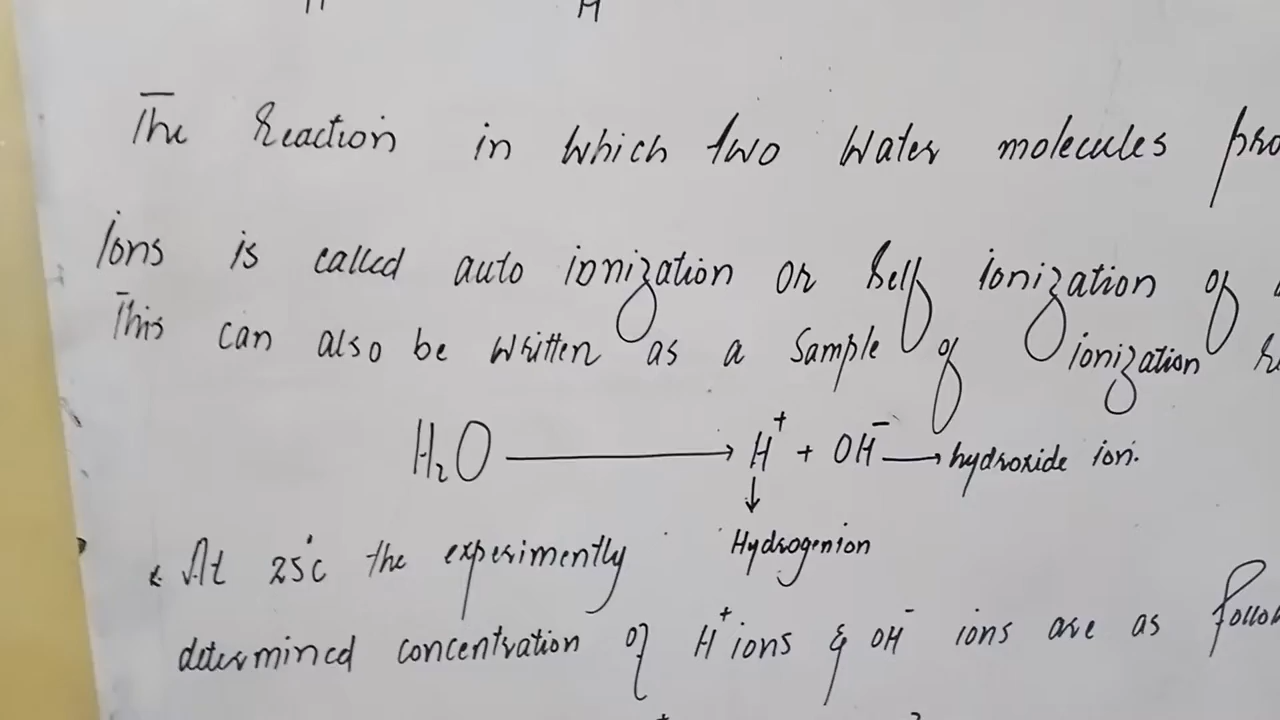 The Reaction in which two Water molecules pro
Ions is called auto ionization or Self ionization of
This can also be written as a Sample of ionization
H₂O ⟶ H⁺ + OH⁻ ⟶ hydroxide ion.
↓
Hydrogenion
At 25°C the experimently
determined concentration of H⁺ ions & OH⁻ ions are as follow